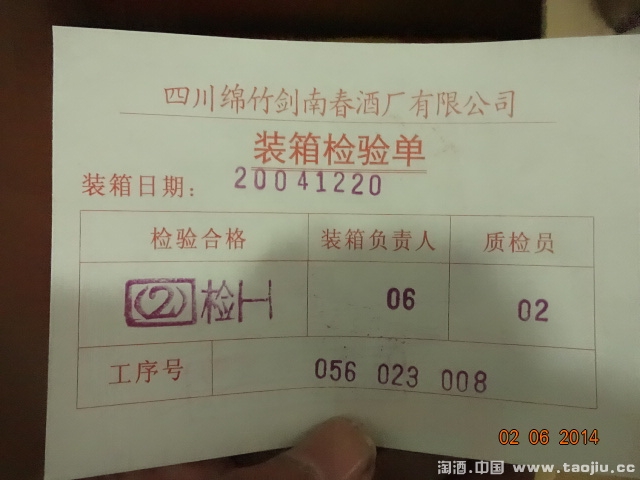 四川绵竹剑南春酒厂有限公司
装箱检验单
装箱日期：20041220
检验合格 装箱负责人 质检员
(2)检H 06 02
工序号 056 023 008
02 06 2014
淘酒.中国 www.taojiu.cc